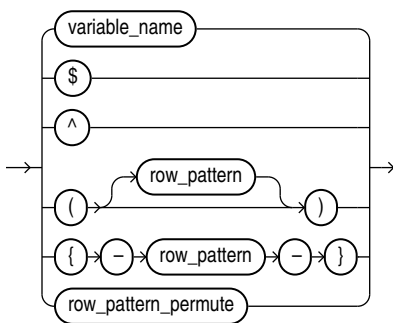 variable_name
$
^
row_pattern
( )
{ – row_pattern – }
row_pattern_permute